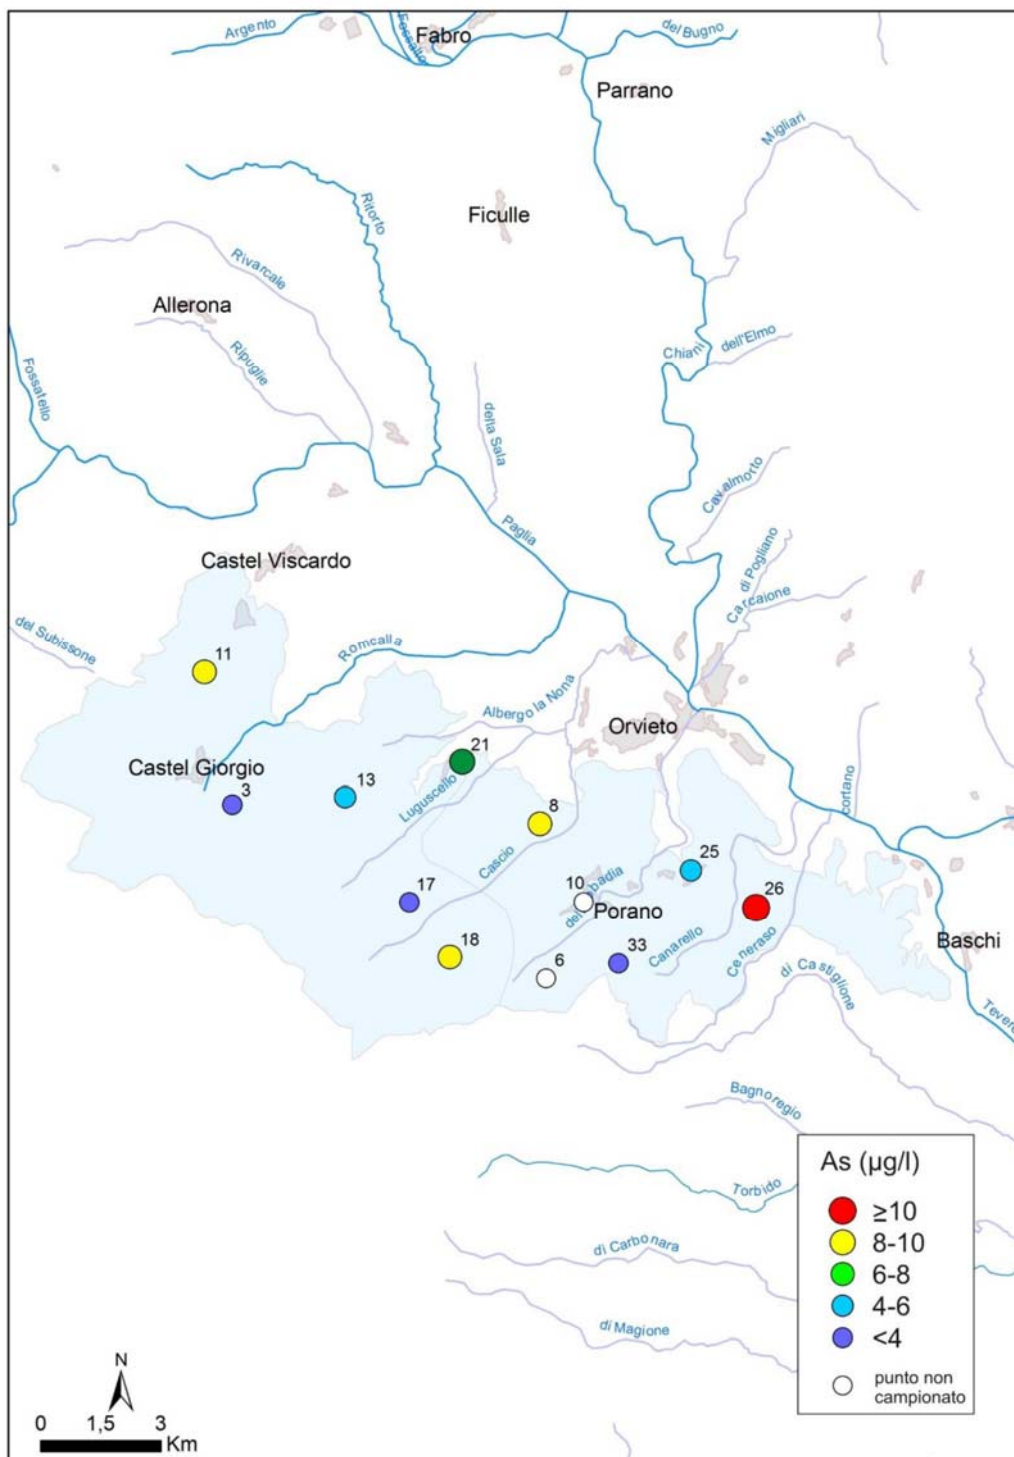 Argento
Fossalto
Fabro
del Bugno
Parrano
Migliari
Ritorto
Ficulle
Rivarcale
Allerona
Ripuglie
Chiani
dell'Elmo
Fossatello
della Sala
Cavalmorto
Paglia
di Pogliano
Castel Viscardo
Carcaione
del Subissone
Romcalla
11
Albergo la Nona
Orvieto
21
Castel Giorgio
3
13
Luguscello
cortano
8
Cascio
25
17
10
badia
Porano
26
Baschi
18
33
Canarello
Ceneraso
6
di Castiglione
Tevere
Bagnoregio
As (µg/l)
Torbido
≥10
di Carbonara
8-10
6-8
4-6
di Magione
<4
punto non
campionato
N
0 1,5 3
Km